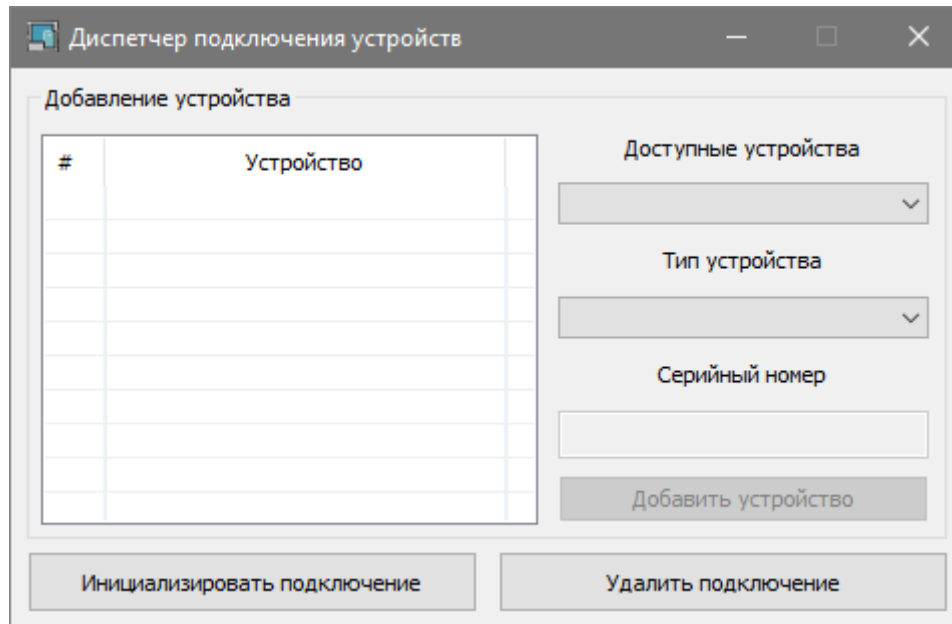 Диспетчер подключения устройств
Добавление устройства
# Устройство
Доступные устройства
Тип устройства
Серийный номер
Добавить устройство
Инициализировать подключение
Удалить подключение